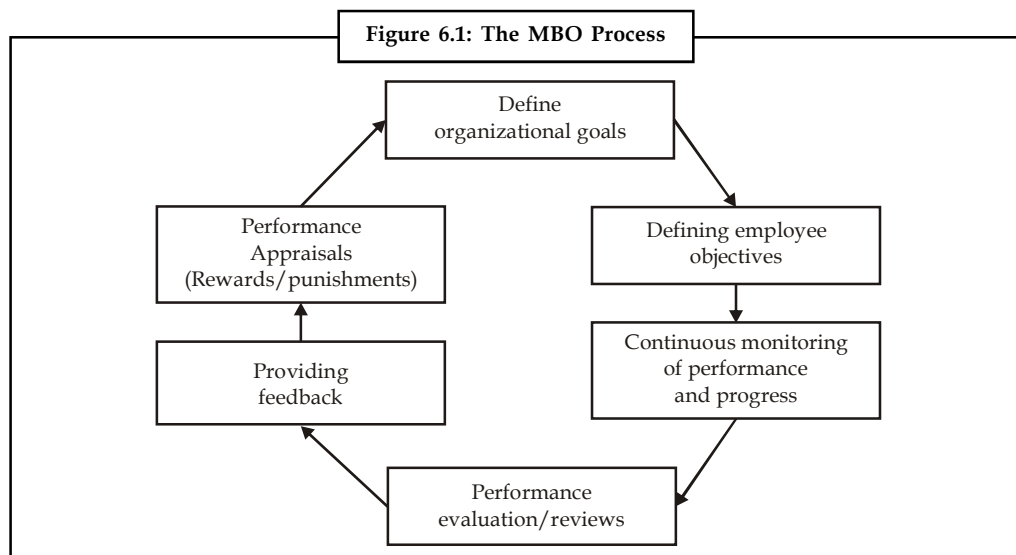 Figure 6.1: The MBO Process
Define
organizational goals
Defining employee
objectives
Continuous monitoring
of performance
and progress
Performance
evaluation/reviews
Providing
feedback
Performance
Appraisals
(Rewards/punishments)